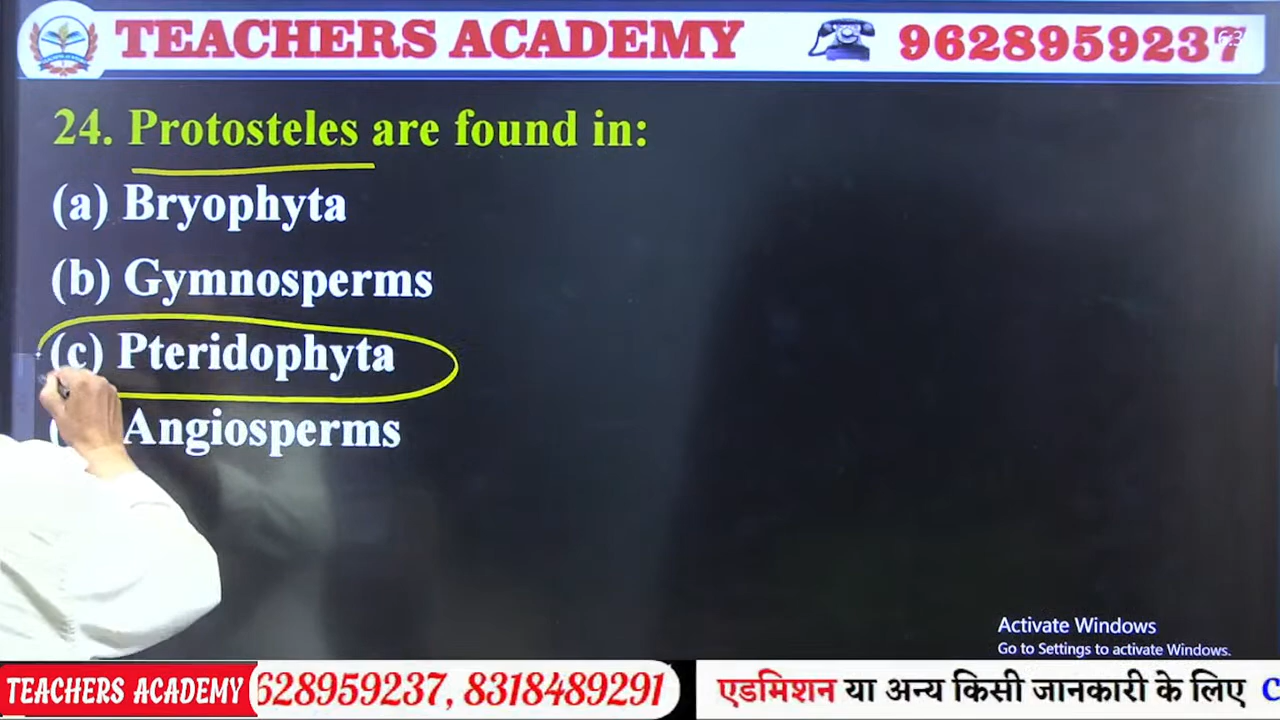 TEACHERS ACADEMY 9628959237
24. Protosteles are found in:
(a) Bryophyta
(b) Gymnosperms
(c) Pteridophyta
Angiosperms
Activate Windows
Go to Settings to activate Windows.
TEACHERS ACADEMY 628959237, 8318489291 एडमिशन या अन्य किसी जानकारी के लिए C